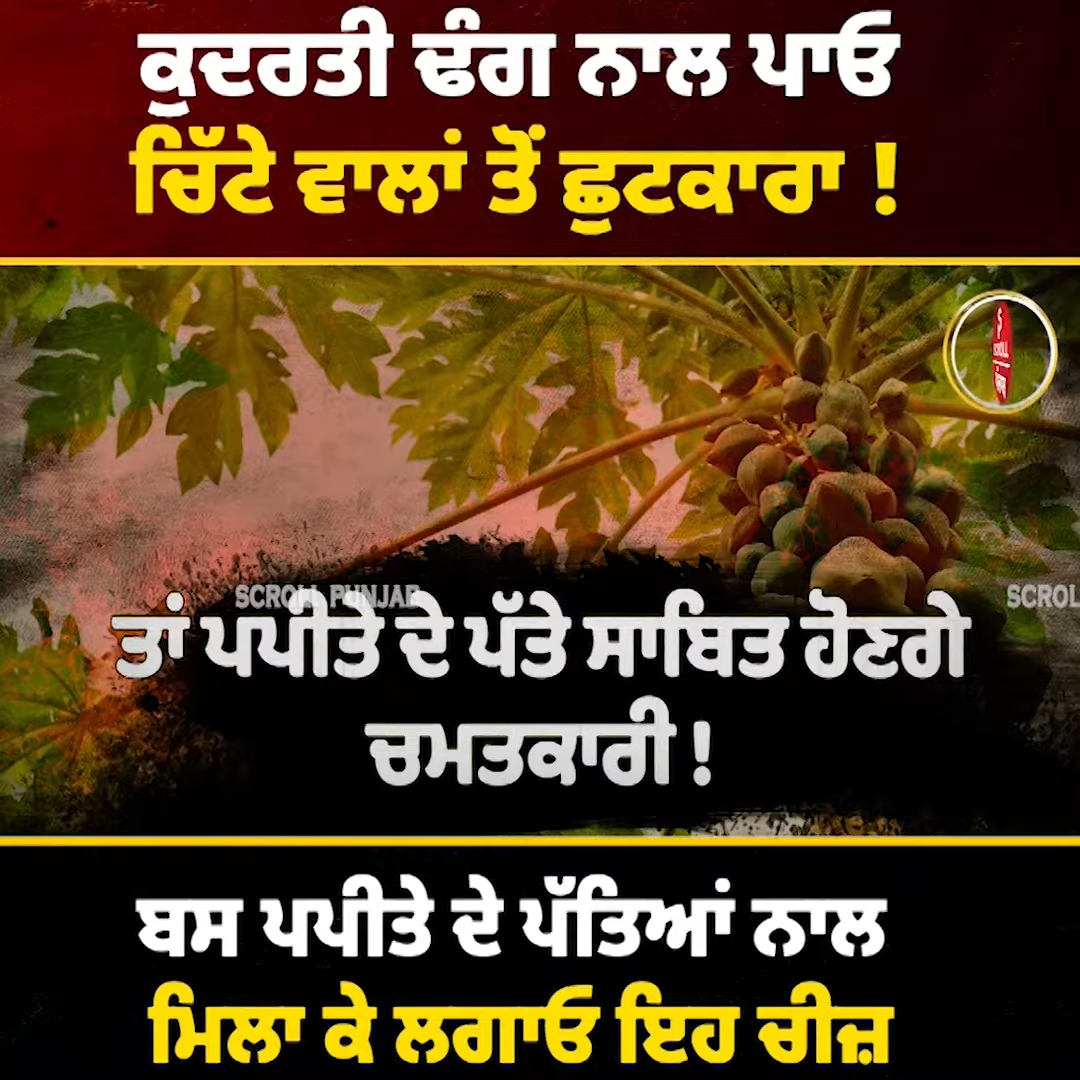 ਕੁਦਰਤੀ ਢੰਗ ਨਾਲ ਪਾਓ
ਚਿੱਟੇ ਵਾਲਾਂ ਤੋਂ ਛੁਟਕਾਰਾ !
SCROLL PUNJAB
SCROL
ਤਾਂ ਪਪੀਤੇ ਦੇ ਪੱਤੇ ਸਾਬਿਤ ਹੋਣਗੇ
ਚਮਤਕਾਰੀ !
ਬਸ ਪਪੀਤੇ ਦੇ ਪੱਤਿਆਂ ਨਾਲ
ਮਿਲਾ ਕੇ ਲਗਾਓ ਇਹ ਚੀਜ਼